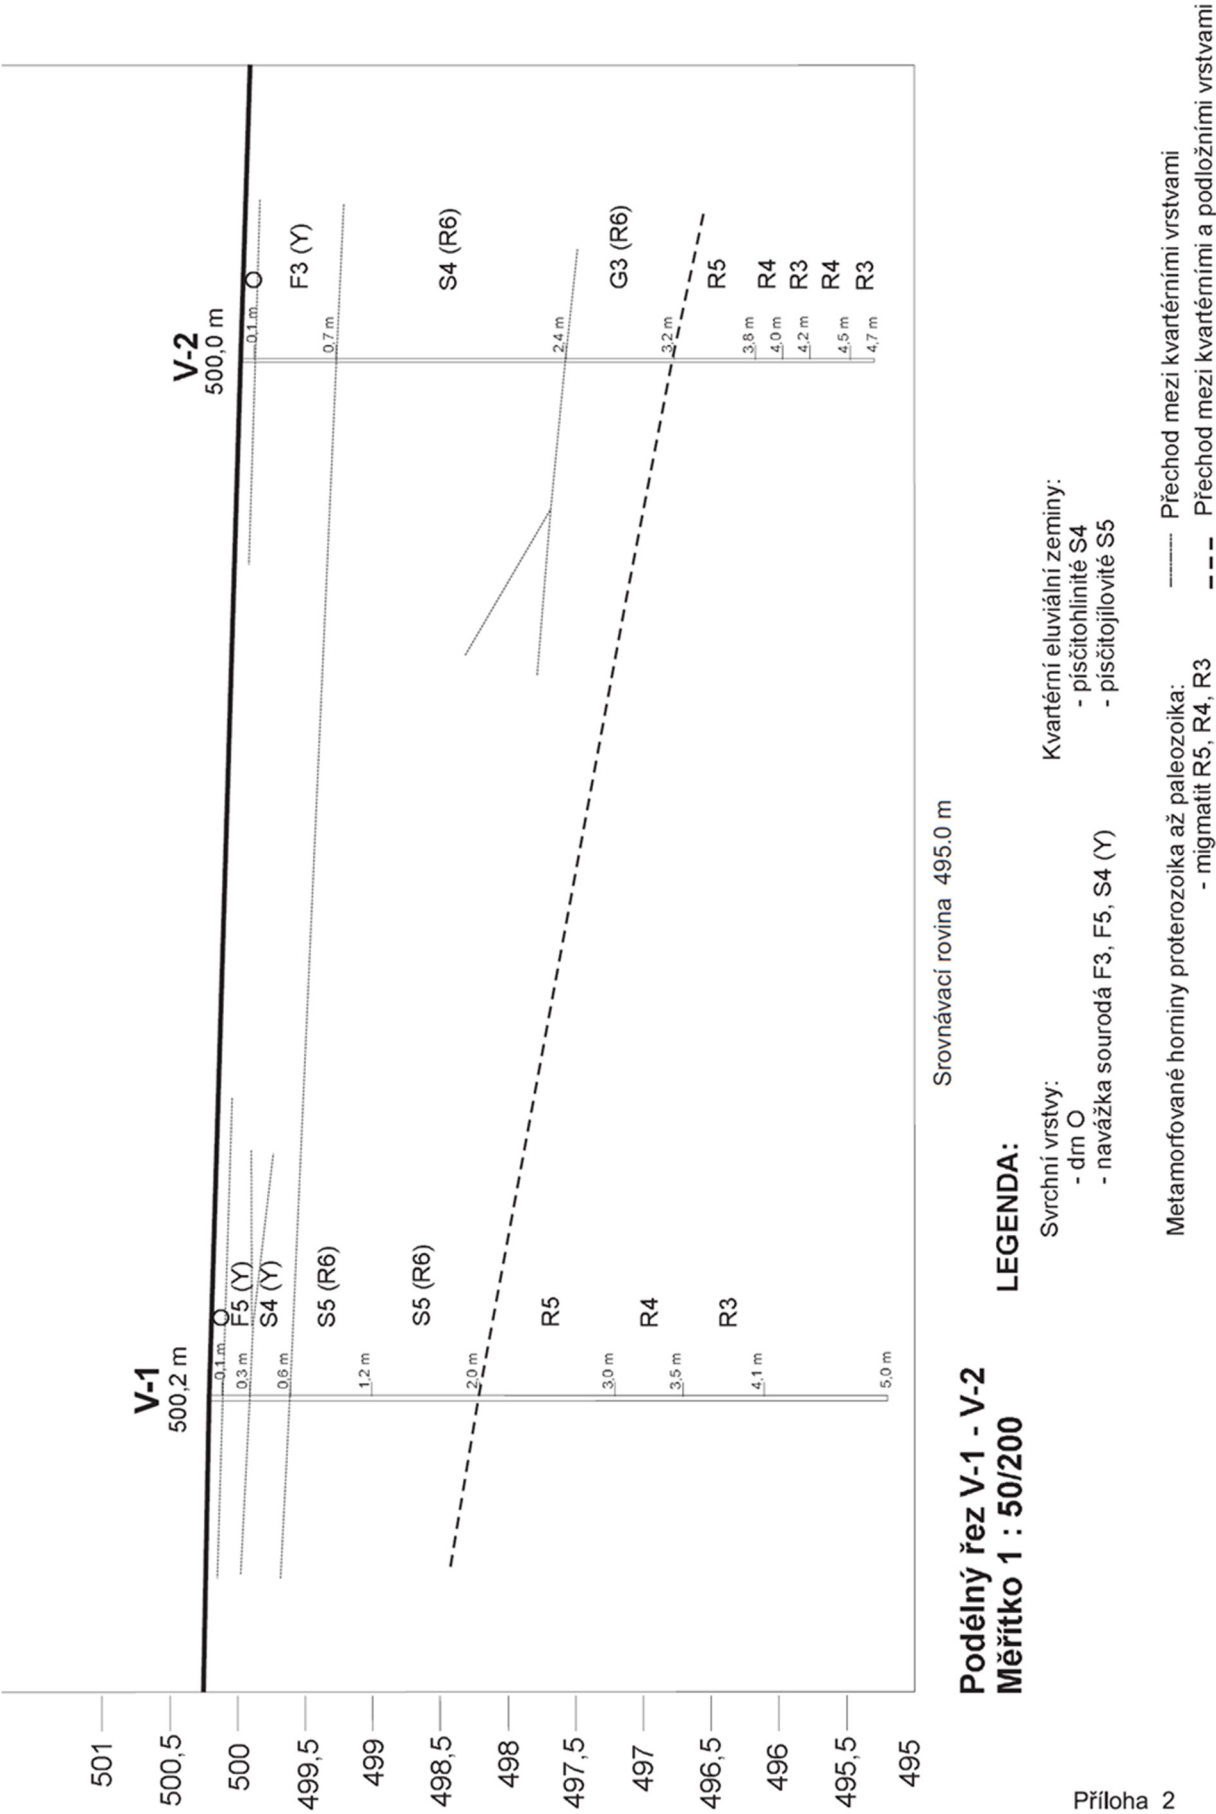 V-1
500,2 m
V-2
500,0 m
101
500,5
500
499,5
499
498,5
498
497,5
497
496,5
496
495,5
495
0,1 m
0,3 m
0,6 m
1,2 m
2,0 m
3,0 m
3,5 m
4,1 m
5,0 m
O
F5 (Y)
S4 (Y)
S5 (R6)
S5 (R6)
R5
R4
R3
0,1 m
0,7 m
2,4 m
3,2 m
3,8 m
4,0 m
4,2 m
4,5 m
4,7 m
O
F3 (Y)
S4 (R6)
G3 (R6)
R5
R4
R3
R4
R3
Srovnávací rovina 495.0 m
Podélný řez V-1 - V-2
Měřítko 1 : 50/200
LEGENDA:
Svrchní vrstvy:
- drn O
- navážka sourodá F3, F5, S4 (Y)
Kvartérní eluviální zeminy:
- písčitohlinité S4
- písčitojílovité S5
Metamorfované horniny proterozoika až paleozoika:
- migmatit R5, R4, R3
Přechod mezi kvartérními vrstvami
Přechod mezi kvartérními a podložními vrstvami
Příloha 2